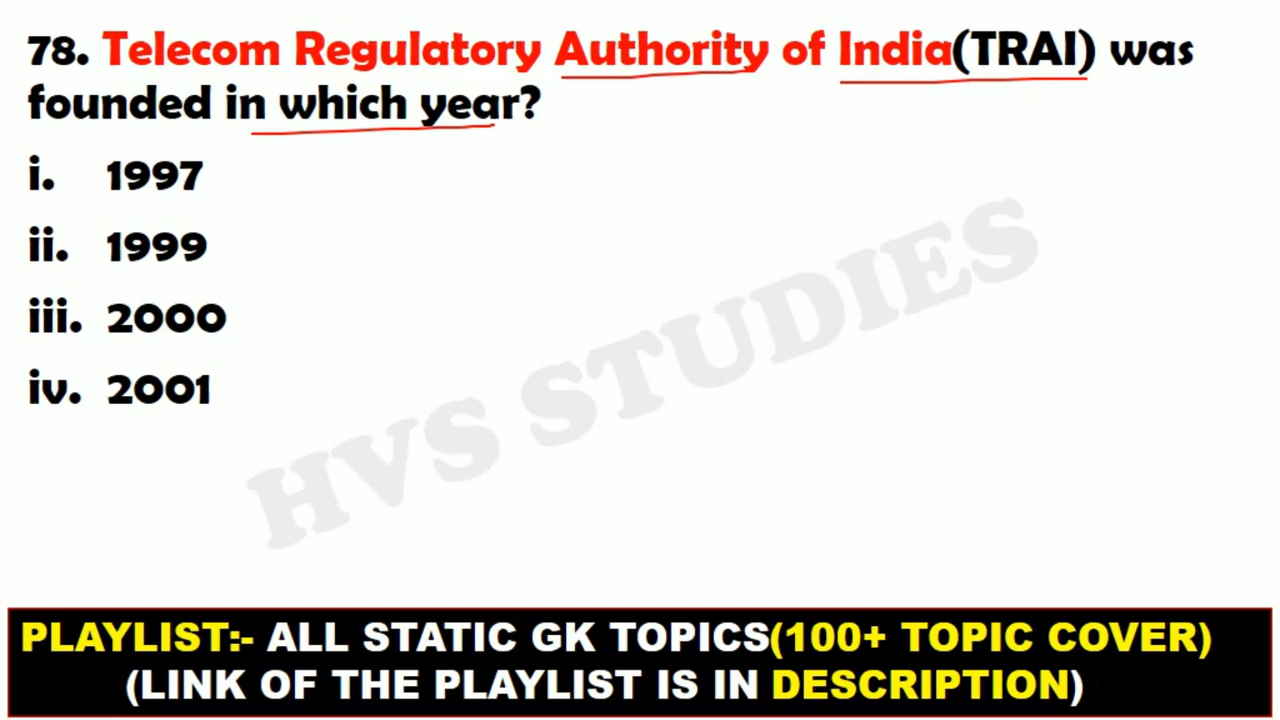 78. Telecom Regulatory Authority of India(TRAI) was
founded in which year?
i. 1997
ii. 1999
iii. 2000
iv. 2001
HVS STUDIES
PLAYLIST:- ALL STATIC GK TOPICS(100+ TOPIC COVER)
(LINK OF THE PLAYLIST IS IN DESCRIPTION)